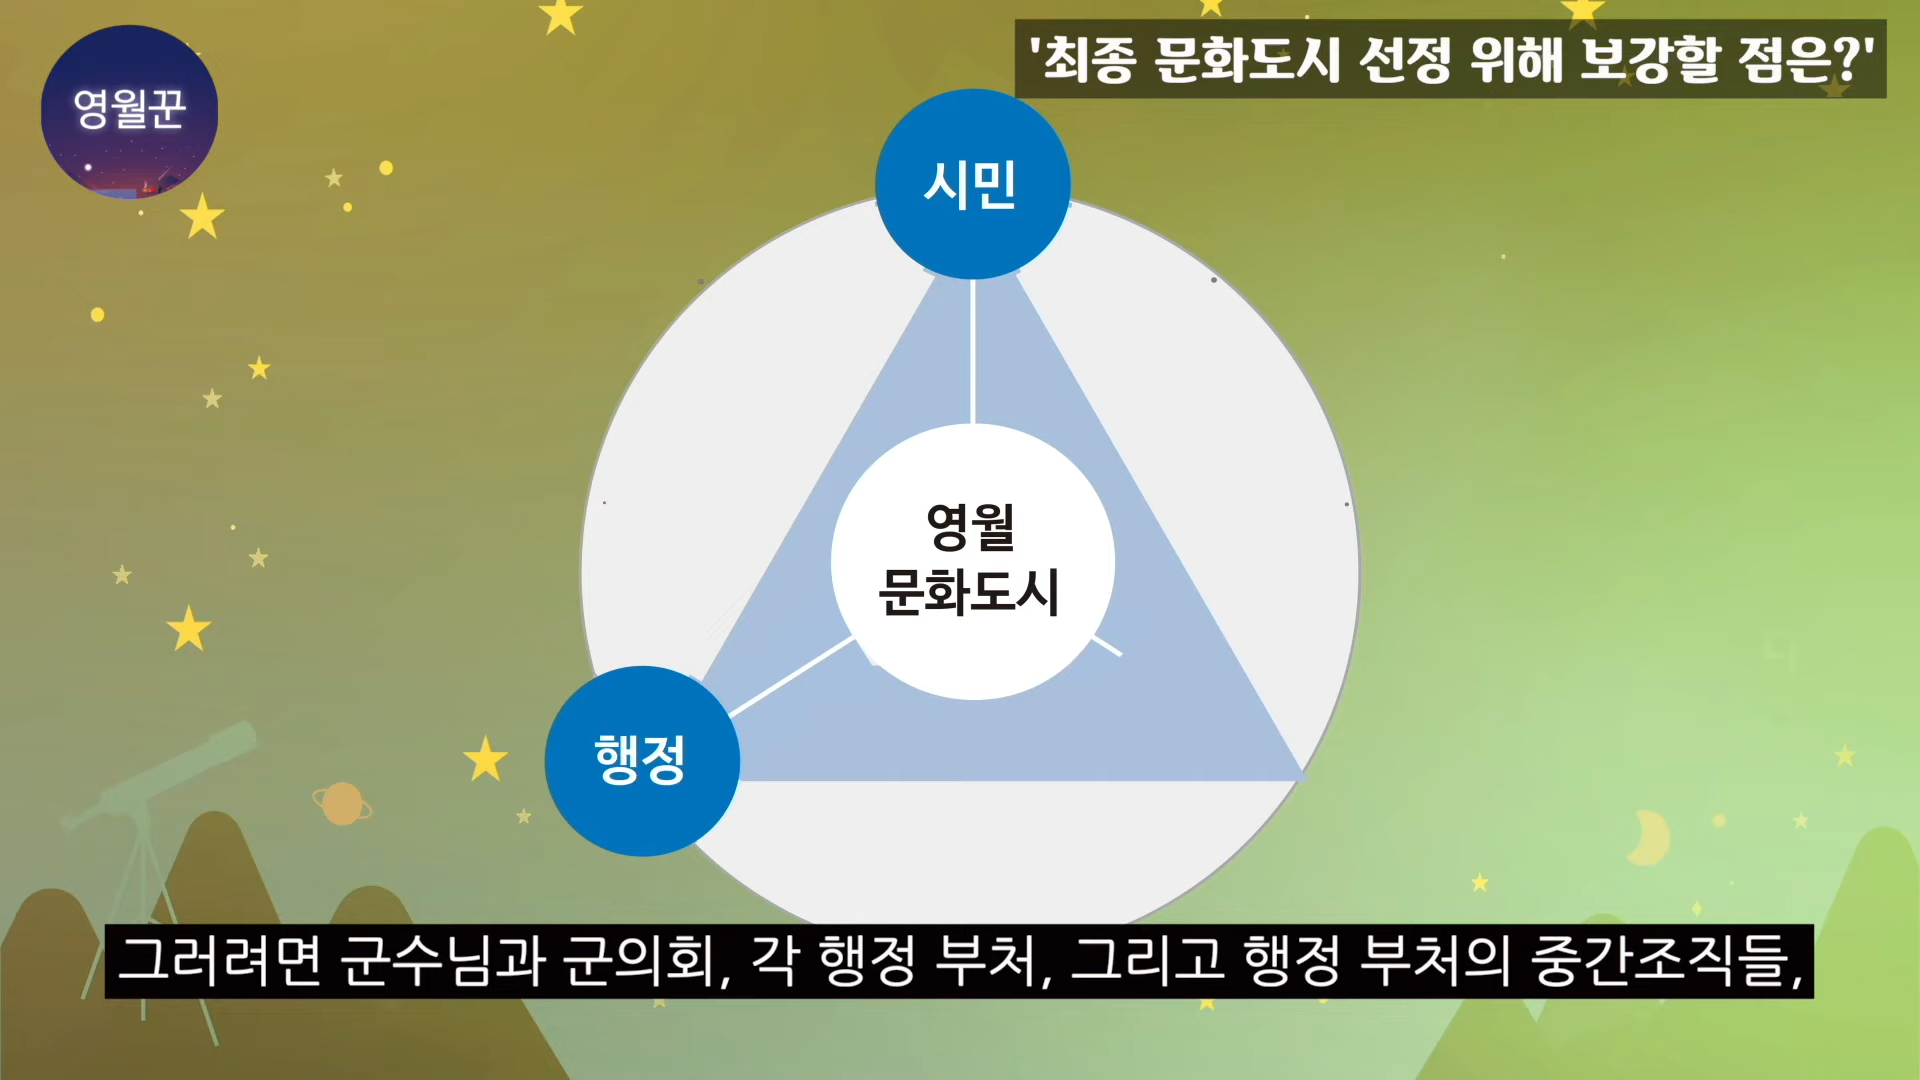 영월꾼
'최종 문화도시 선정 위해 보강할 점은?'
시민
영월
문화도시
행정
그러려면 군수님과 군의회, 각 행정 부처, 그리고 행정 부처의 중간조직들,